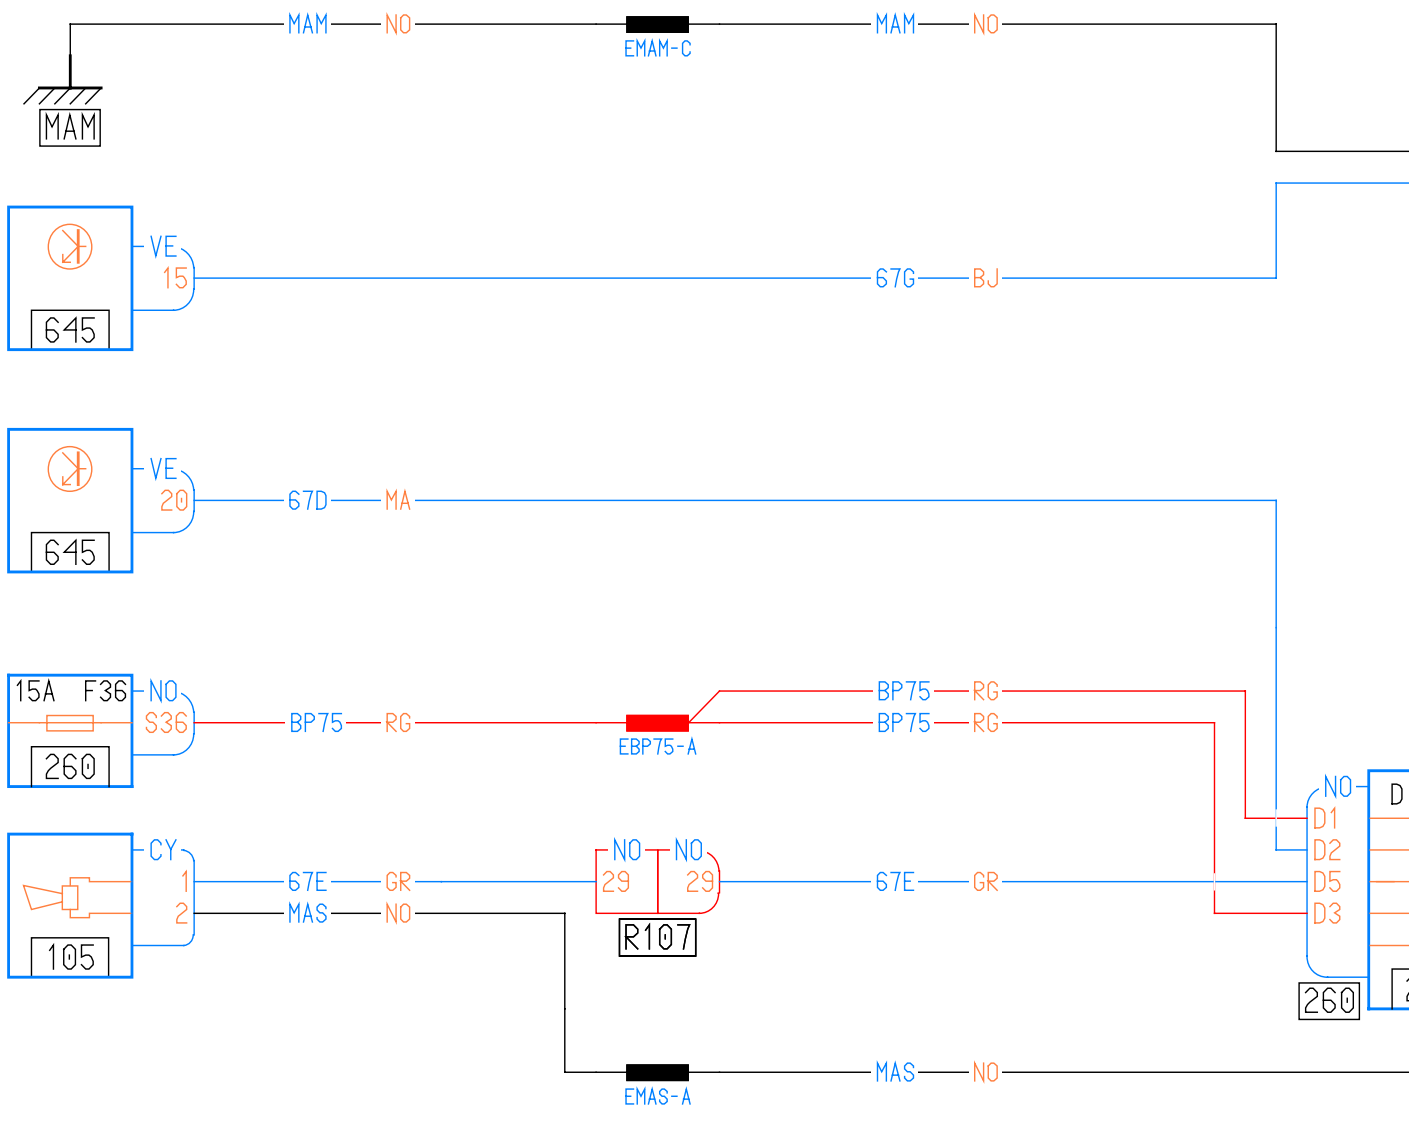 MAM NO MAM NO
EMAM-C
MAM
VE
15 67G BJ
645
VE
20 67D MA
645
15A F36 NO
BP75 RG
S36 BP75 RG BP75 RG
EBP75-A
260
NO D
D1
CY NO NO D2
1 67E GR 29 29 67E GR D5
2 MAS NO D3
R107
105
260
MAS NO
EMAS-A